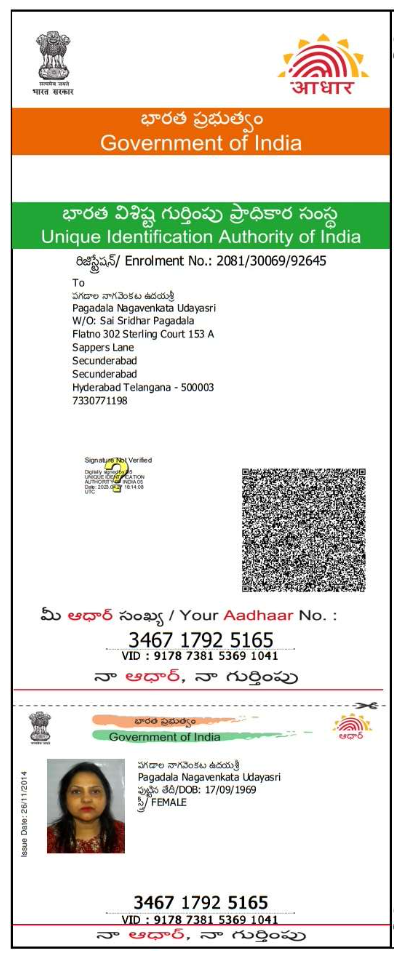 सत्यमेव जयते
भारत सरकार
आधार
భారత ప్రభుత్వం
Government of India
భారత విశిష్ట గుర్తింపు ప్రాధికార సంస్థ
Unique Identification Authority of India
రిజిస్ట్రేషన్/ Enrolment No.: 2081/30069/92645
To
పగడాల నాగవెంకట ఉదయశ్రీ
Pagadala Nagavenkata Udayasri
W/O: Sai Sridhar Pagadala
Flatno 302 Sterling Court 153 A
Sappers Lane
Secunderabad
Secunderabad
Hyderabad Telangana - 500003
7330771198
Signature Not Verified
Digitally signed by
UNIQUE IDENTIFICATION
AUTHORITY OF INDIA 05
Date: 18:14:08
UTC
మీ ఆధార్ సంఖ్య / Your Aadhaar No. :
3467 1792 5165
VID : 9178 7381 5369 1041
నా ఆధార్, నా గుర్తింపు
భారత ప్రభుత్వం
Government of India
ఆధార్
Issue Date: 26/11/2014
పగడాల నాగవెంకట ఉదయశ్రీ
Pagadala Nagavenkata Udayasri
పుట్టిన తేదీ/DOB: 17/09/1969
స్త్రీ/ FEMALE
3467 1792 5165
VID : 9178 7381 5369 1041
నా ఆధార్, నా గుర్తింపు